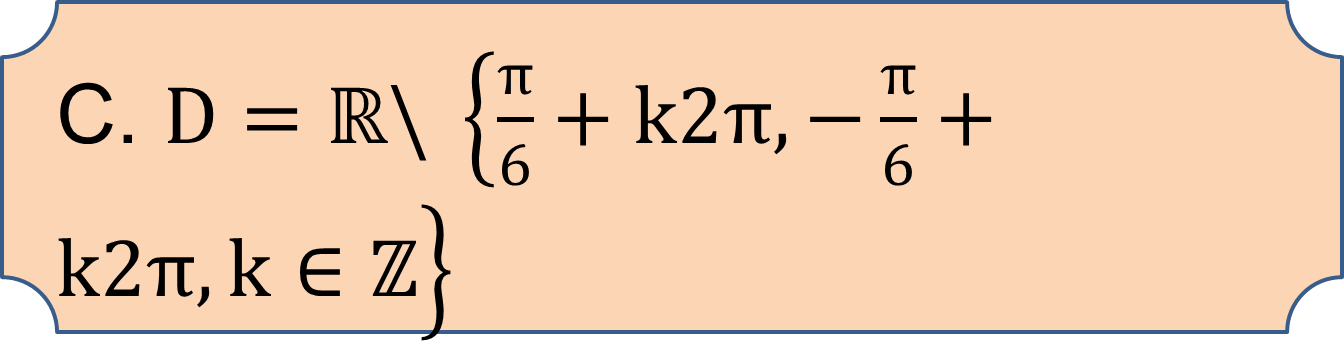 C. D = ℝ\ {π/6 + k2π, −π/6 +
k2π, k ∈ ℤ}